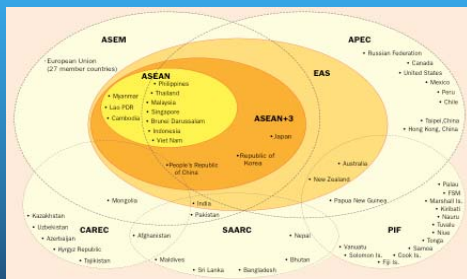 ASEM
APEC
• European Union
(27 member countries)
• Russian Federation
• Canada
• United States
• Mexico
• Peru
• Chile
• Taipei,China
• Hong Kong, China
EAS
ASEAN
• Philippines
• Thailand
• Malaysia
• Singapore
• Brunei Darussalam
• Indonesia
• Viet Nam
• Myanmar
• Lao PDR
• Cambodia
ASEAN+3
• Japan
• Republic of
Korea
• People's Republic
of China
• Australia
• New Zealand
• Papua New Guinea
• Mongolia
• India
• Pakistan
• Kazakhstan
• Uzbekistan
• Azerbaijan
• Kyrgyz Republic
• Tajikistan
CAREC
• Afghanistan
SAARC
• Nepal
• Maldives
• Bhutan
• Sri Lanka
• Bangladesh
PIF
• Palau
• FSM
• Marshall Is.
• Kiribati
• Nauru
• Tuvalu
• Niue
• Tonga
• Samoa
• Cook Is.
• Vanuatu
• Solomon Is.
• Fiji Is.